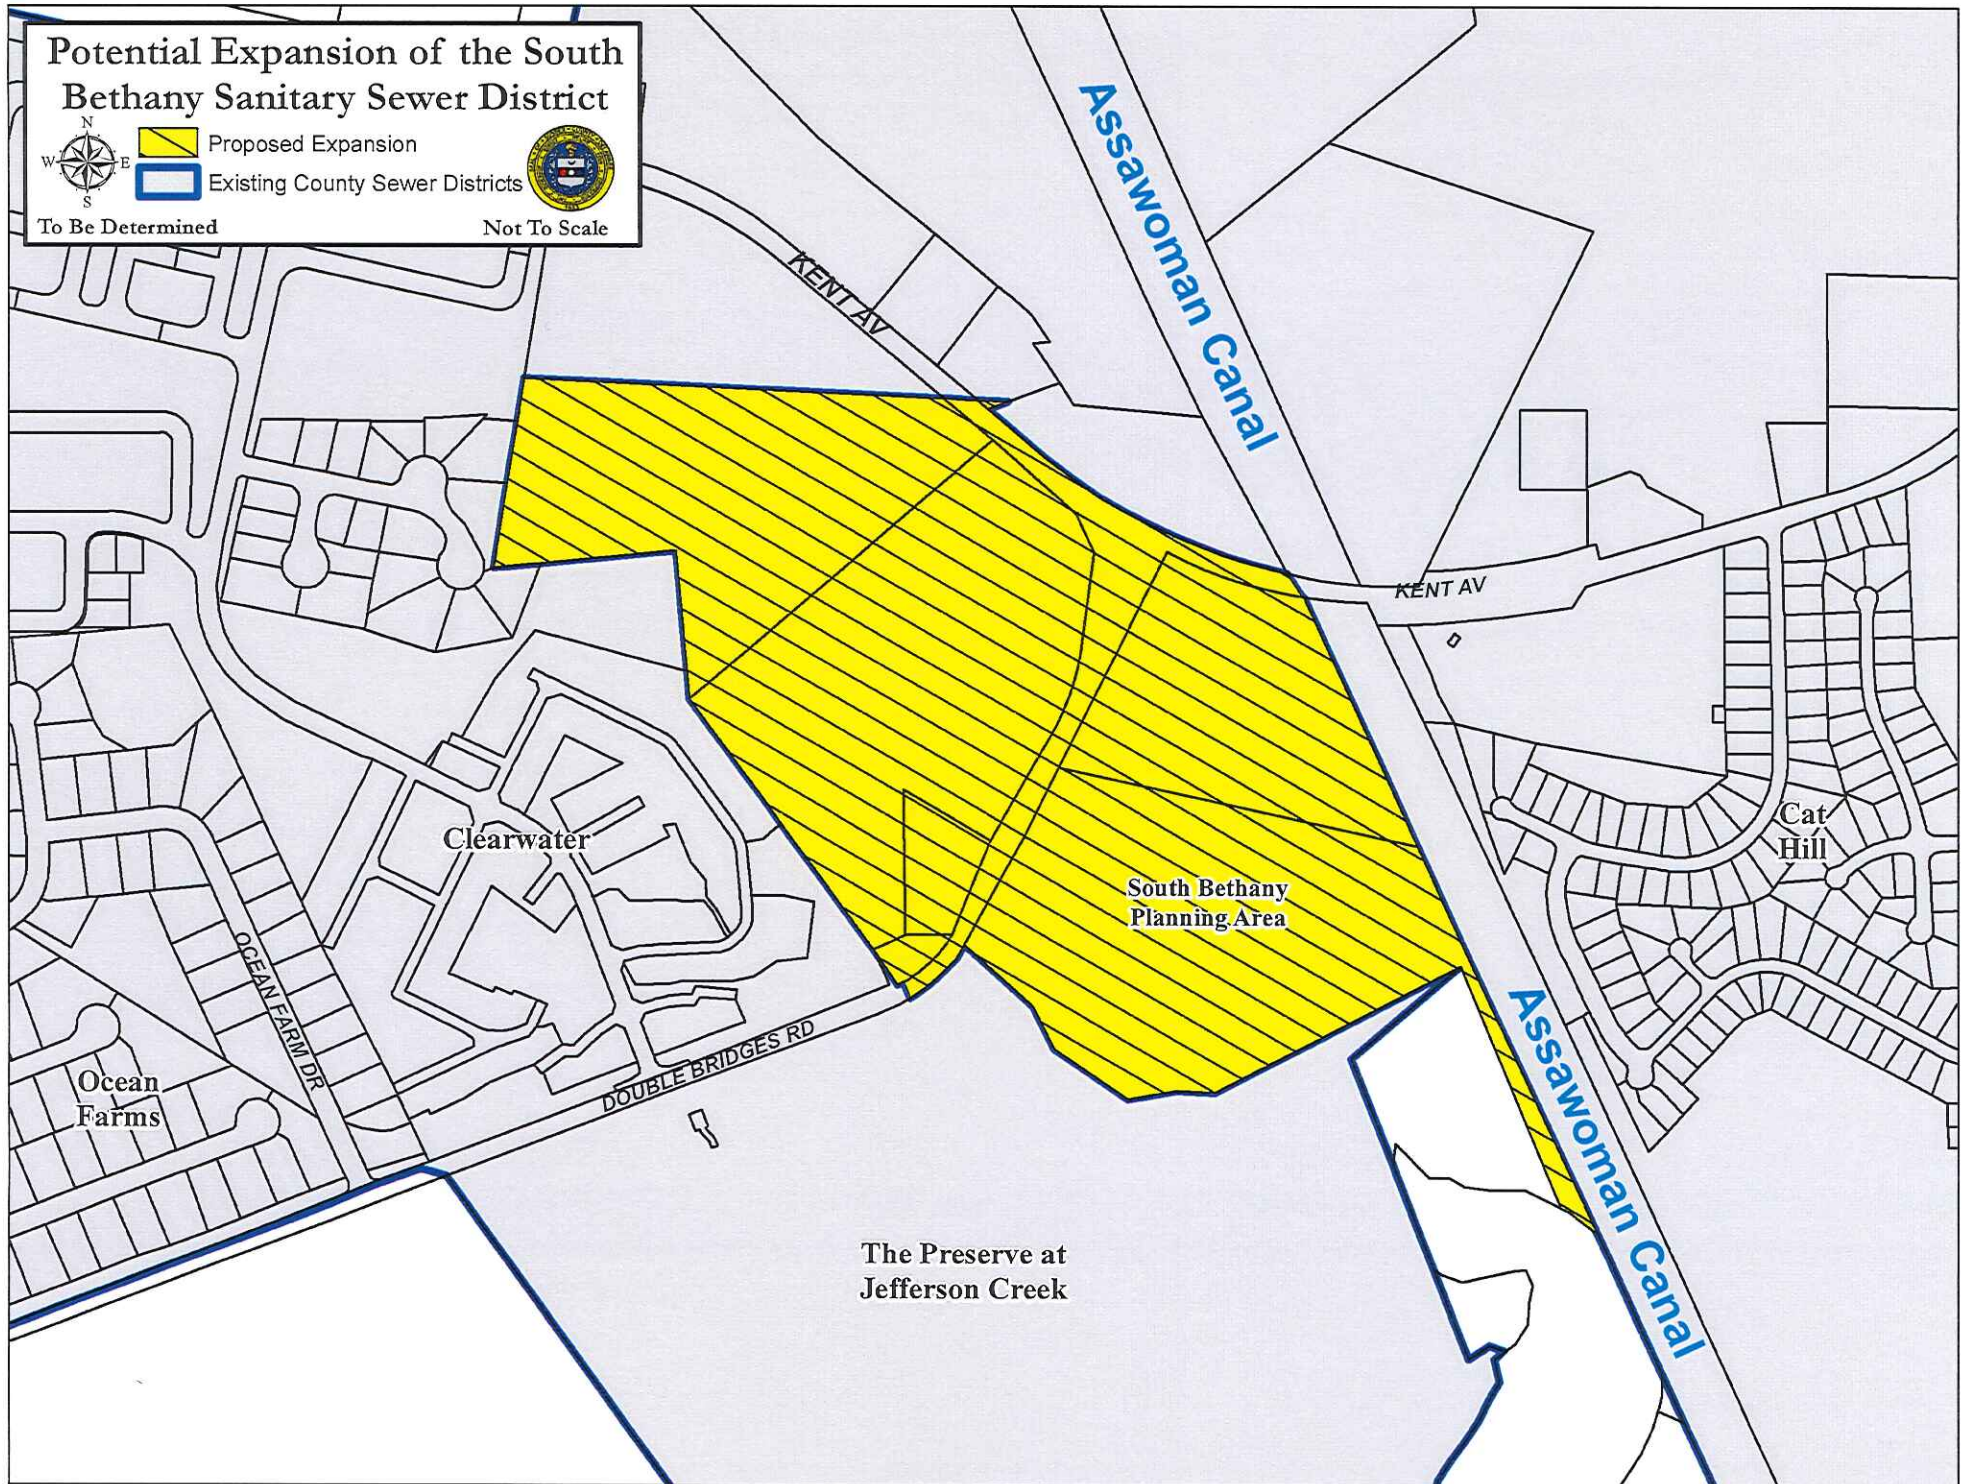 Potential Expansion of the South
Bethany Sanitary Sewer District
N
W E
S
Proposed Expansion
Existing County Sewer Districts
To Be Determined
Not To Scale
KENT AV
Assawoman Canal
KENT AV
Clearwater
Cat
Hill
South Bethany
Planning Area
OCEAN FARM DR
DOUBLE BRIDGES RD
Ocean
Farms
Assawoman Canal
The Preserve at
Jefferson Creek